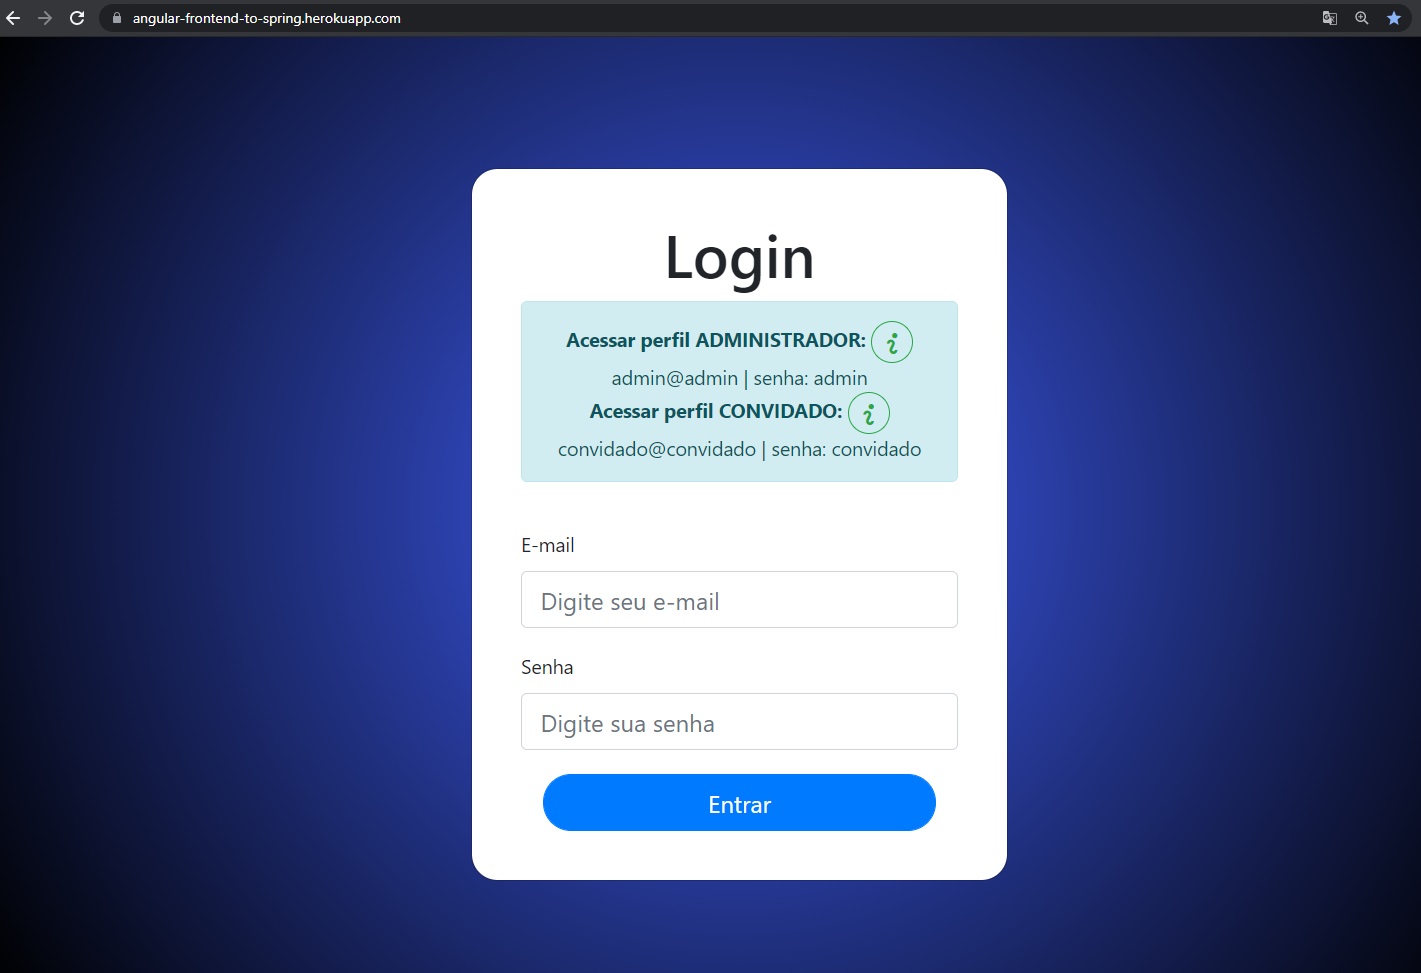 angular-frontend-to-spring.herokuapp.com
Login
Acessar perfil ADMINISTRADOR:
admin@admin | senha: admin
Acessar perfil CONVIDADO:
convidado@convidado | senha: convidado
E-mail
Digite seu e-mail
Senha
Digite sua senha
Entrar